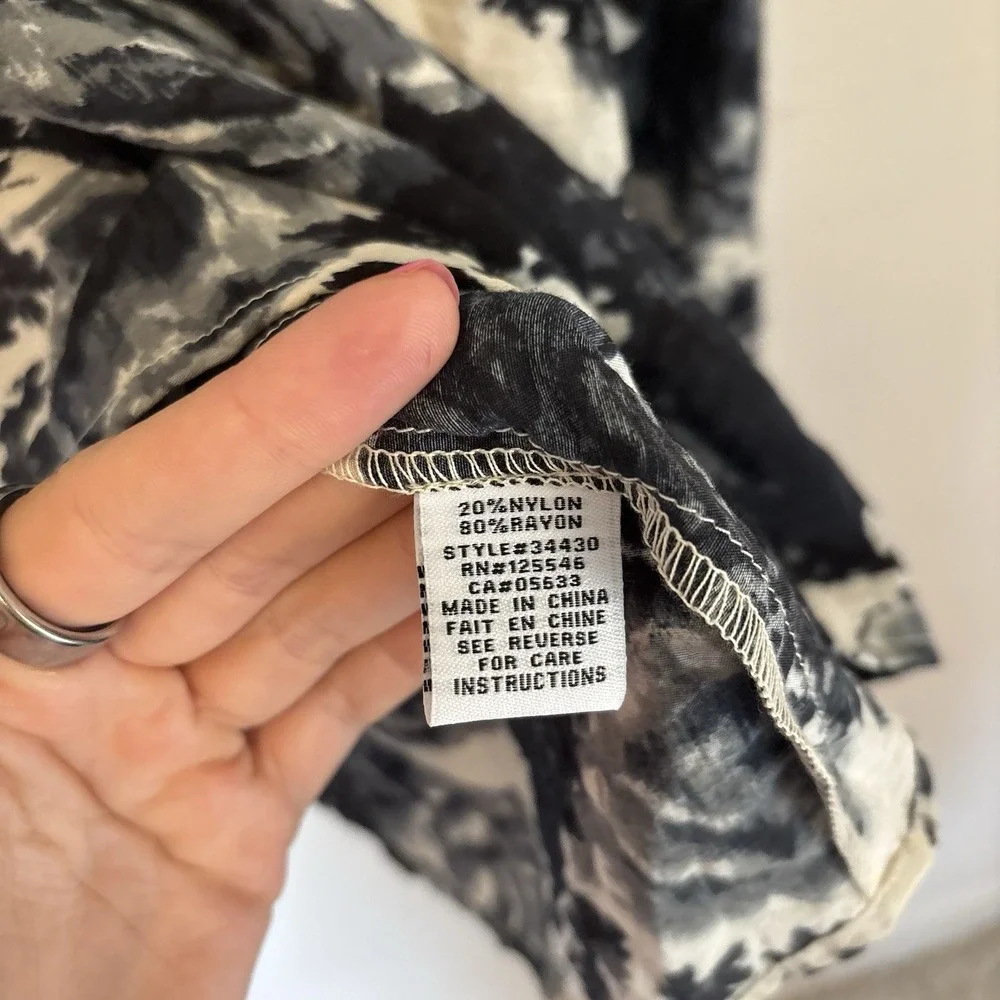 20%NYLON
80%RAYON
STYLE#34430
RN#125546
CA#05633
MADE IN CHINA
FAIT EN CHINE
SEE REVERSE
FOR CARE
INSTRUCTIONS